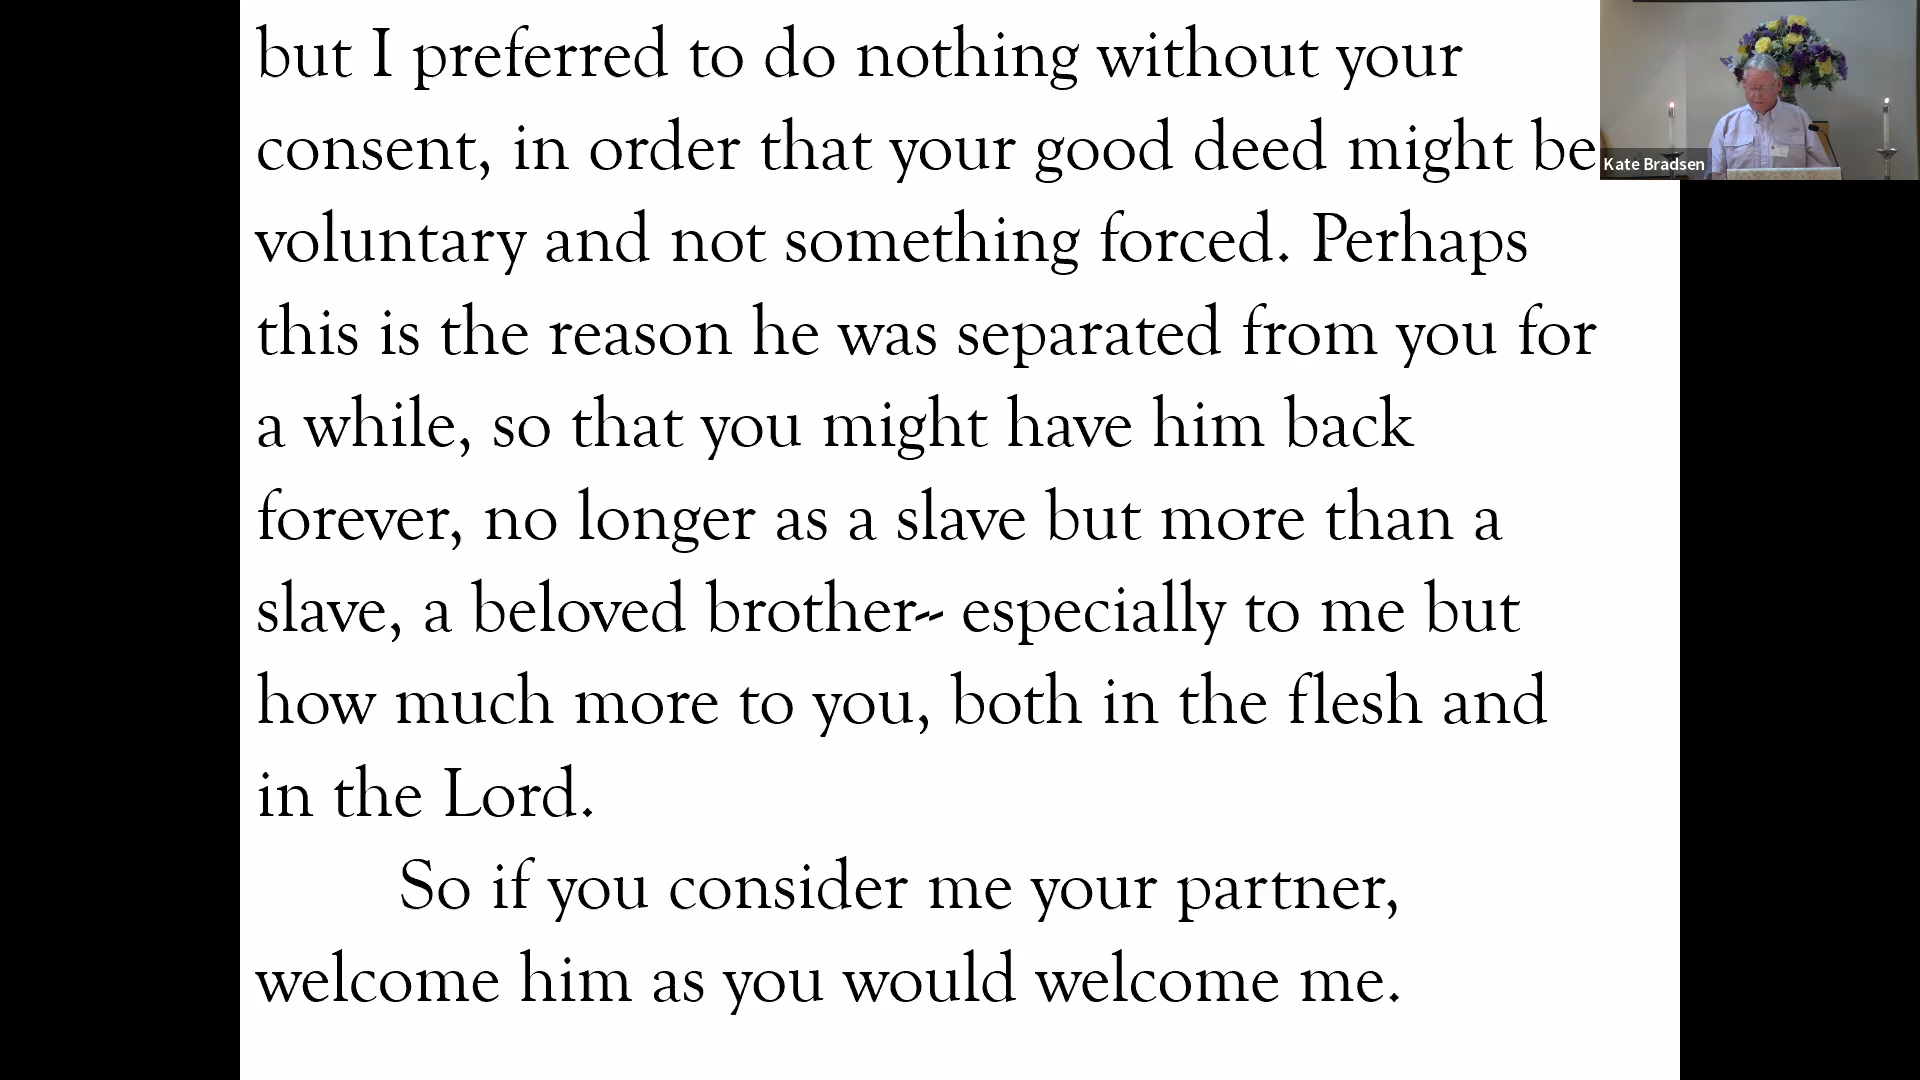 but I preferred to do nothing without your
consent, in order that your good deed might be
voluntary and not something forced. Perhaps
this is the reason he was separated from you for
a while, so that you might have him back
forever, no longer as a slave but more than a
slave, a beloved brother-- especially to me but
how much more to you, both in the flesh and
in the Lord.
So if you consider me your partner,
welcome him as you would welcome me.
Kate Bradsen